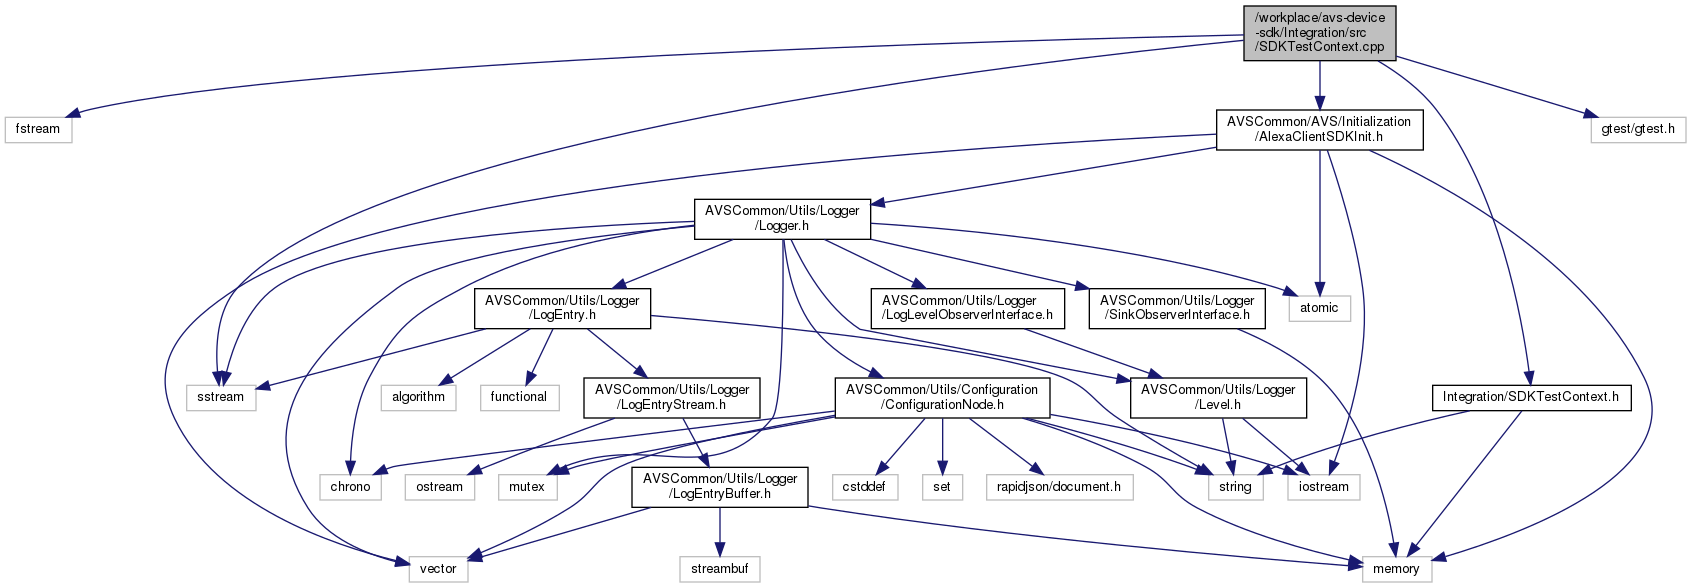 /workplace/avs-device
-sdk/Integration/src
/SDKTestContext.cpp
fstream
AVSCommon/AVS/Initialization
/AlexaClientSDKInit.h
gtest/gtest.h
AVSCommon/Utils/Logger
/Logger.h
AVSCommon/Utils/Logger
/LogEntry.h
AVSCommon/Utils/Logger
/LogLevelObserverInterface.h
AVSCommon/Utils/Logger
/SinkObserverInterface.h
atomic
sstream
algorithm
functional
AVSCommon/Utils/Logger
/LogEntryStream.h
AVSCommon/Utils/Configuration
/ConfigurationNode.h
AVSCommon/Utils/Logger
/Level.h
Integration/SDKTestContext.h
chrono
ostream
mutex
AVSCommon/Utils/Logger
/LogEntryBuffer.h
cstddef
set
rapidjson/document.h
string
iostream
vector
streambuf
memory